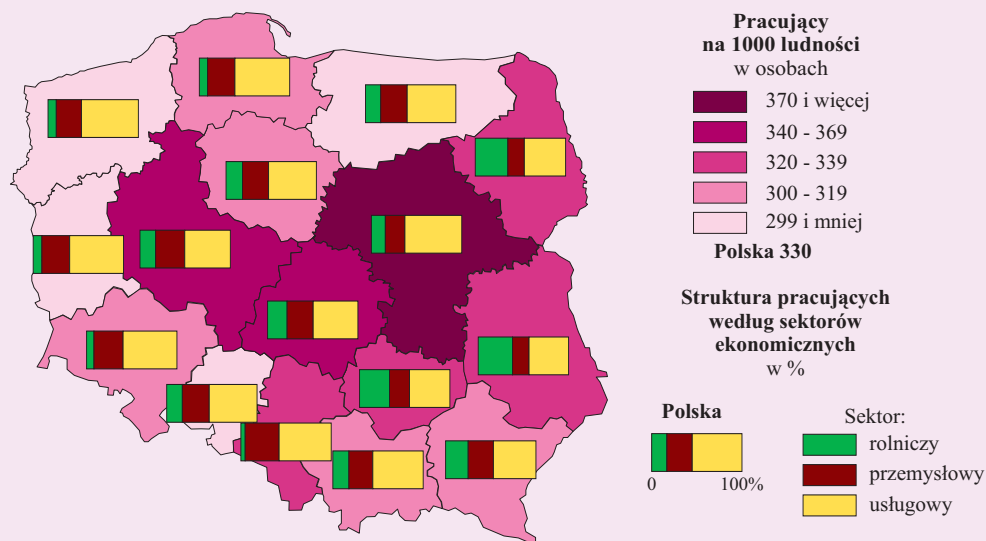 Pracujący
na 1000 ludności
w osobach
370 i więcej
340 - 369
320 - 339
300 - 319
299 i mniej
Polska 330
Struktura pracujących
według sektorów
ekonomicznych
w %
Polska
0 100%
Sektor:
rolniczy
przemysłowy
usługowy